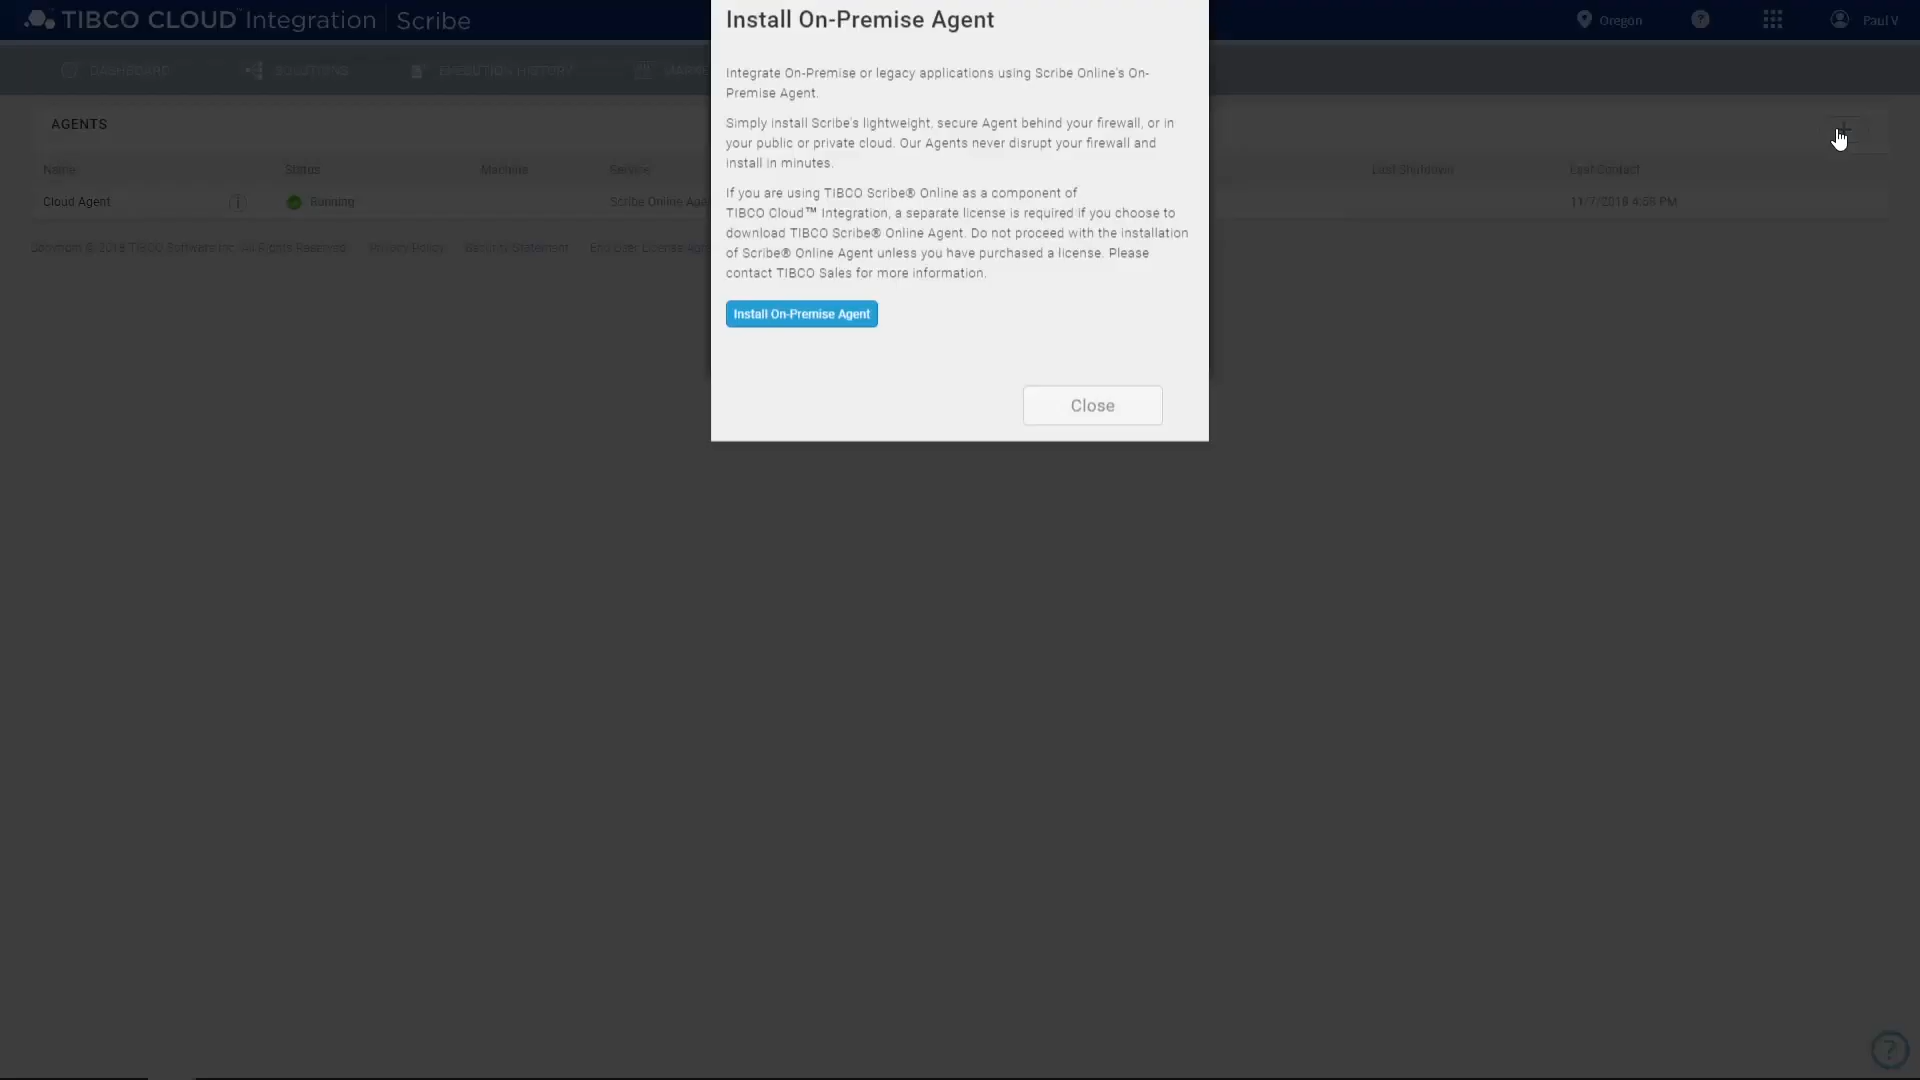 TIBCO CLOUD™ Integration | Scribe
Oregon
Paul V
DASHBOARD
SOLUTIONS
EXECUTION HISTORY
AGENTS
Name
Status
Machine
Service
Last Shutdown
Last Contact
Cloud Agent
Running
Scribe Online Age
11/7/2018 4:55 PM
Copyright © 2018 TIBCO Software Inc. All Rights Reserved
Privacy Policy
Security Statement
End User License
Install On-Premise Agent
Integrate On-Premise or legacy applications using Scribe Online's On-
Premise Agent.
Simply install Scribe's lightweight, secure Agent behind your firewall, or in
your public or private cloud. Our Agents never disrupt your firewall and
install in minutes.
If you are using TIBCO Scribe® Online as a component of
TIBCO Cloud™ Integration, a separate license is required if you choose to
download TIBCO Scribe® Online Agent. Do not proceed with the installation
of Scribe® Online Agent unless you have purchased a license. Please
contact TIBCO Sales for more information.
Install On-Premise Agent
Close